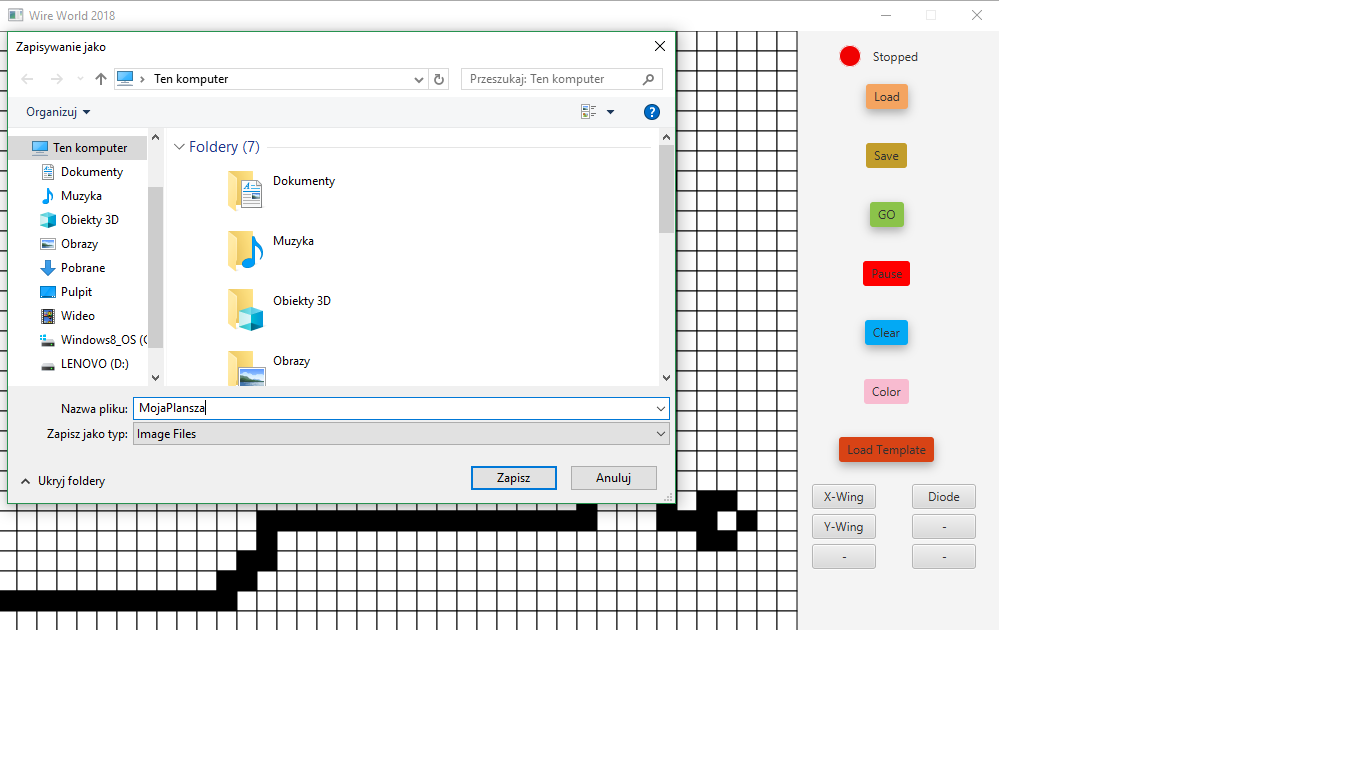 Wire World 2018
Zapisywanie jako
Ten komputer
Przeszukaj: Ten komputer
Organizuj
?
Ten komputer
Dokumenty
Muzyka
Obiekty 3D
Obrazy
Pobrane
Pulpit
Wideo
Windows8_OS (C
LENOVO (D:)
Foldery (7)
Dokumenty
Muzyka
Obiekty 3D
Obrazy
Nazwa pliku: MojaPlansza
Zapisz jako typ: Image Files
Ukryj foldery
Zapisz
Anuluj
Stopped
Load
Save
GO
Pause
Clear
Color
Load Template
X-Wing Diode
Y-Wing -
- -